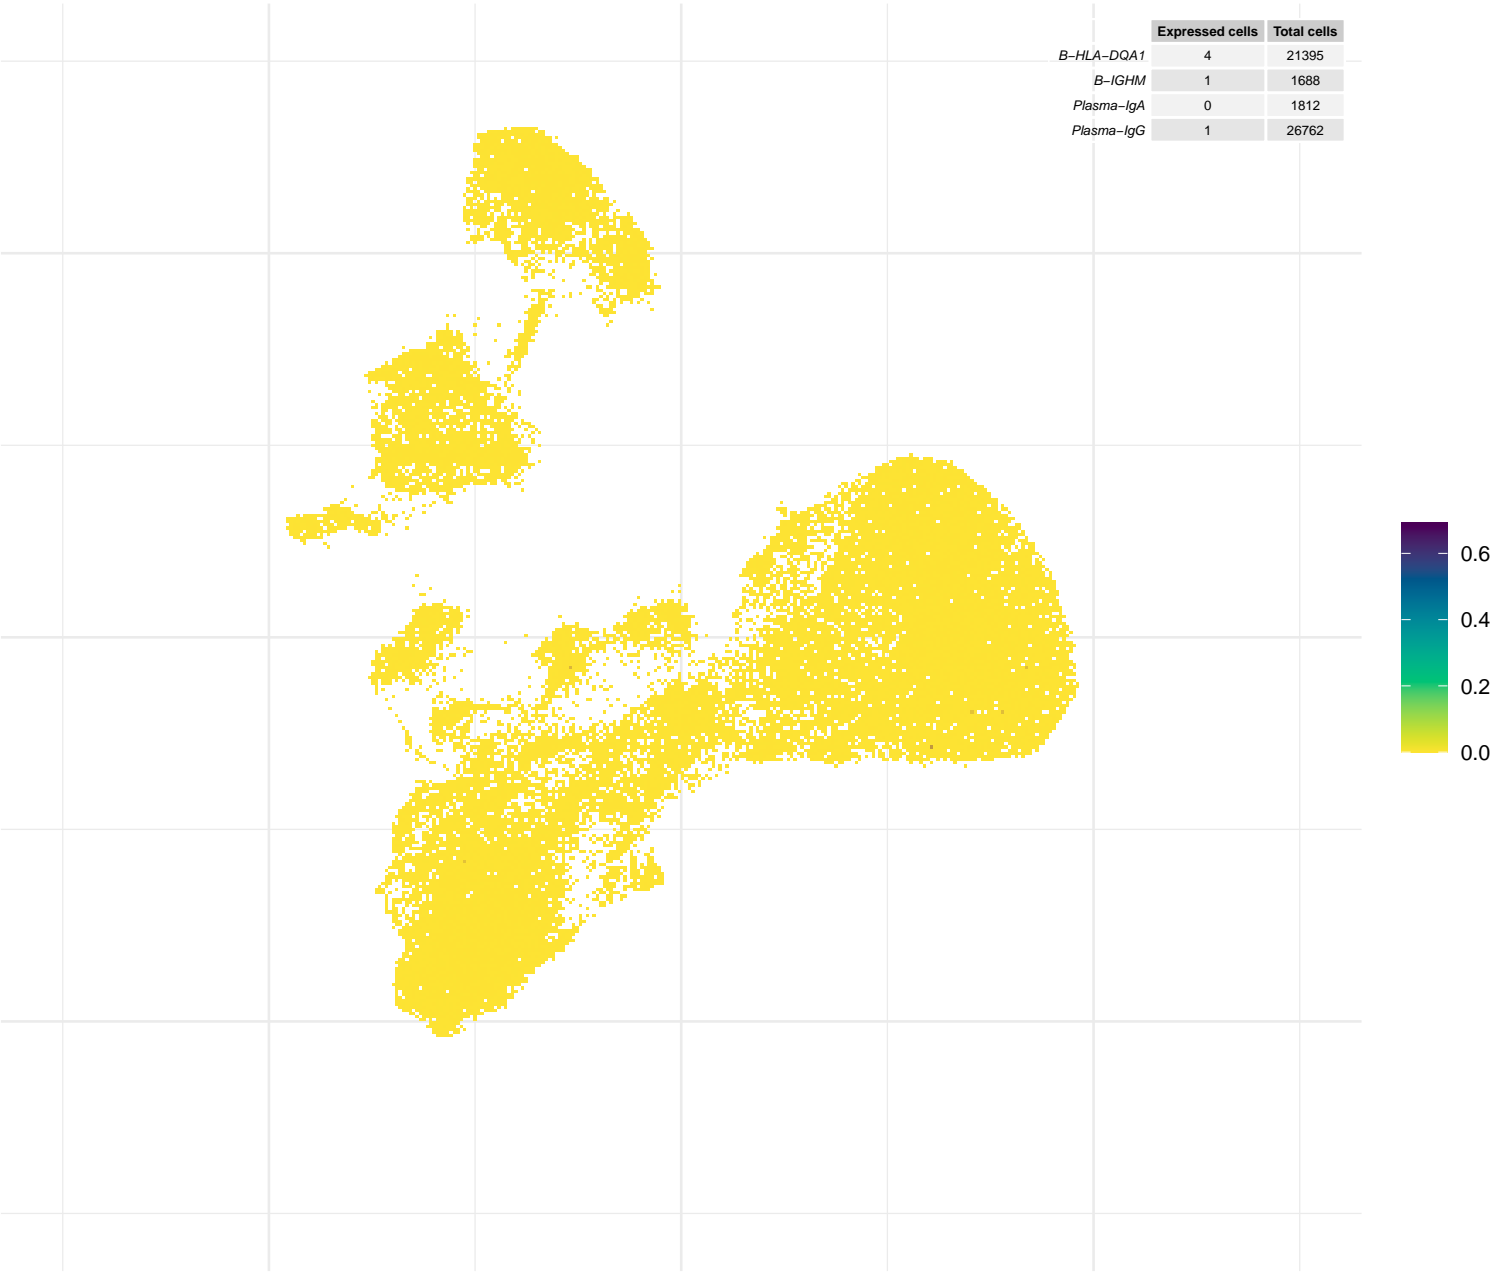 Expressed cells Total cells
B−HLA−DQA1 4 21395
B−IGHM 1 1688
Plasma−IgA 0 1812
Plasma−IgG 1 26762
0.6
0.4
0.2
0.0